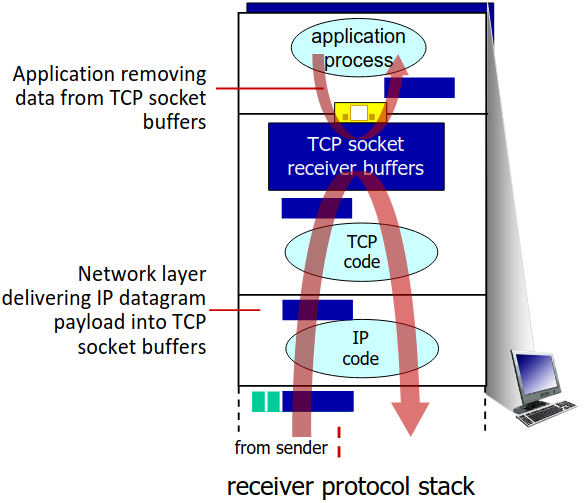 application
process
Application removing
data from TCP socket
buffers
TCP socket
receiver buffers
TCP
code
Network layer
delivering IP datagram
payload into TCP
socket buffers
IP
code
from sender
receiver protocol stack